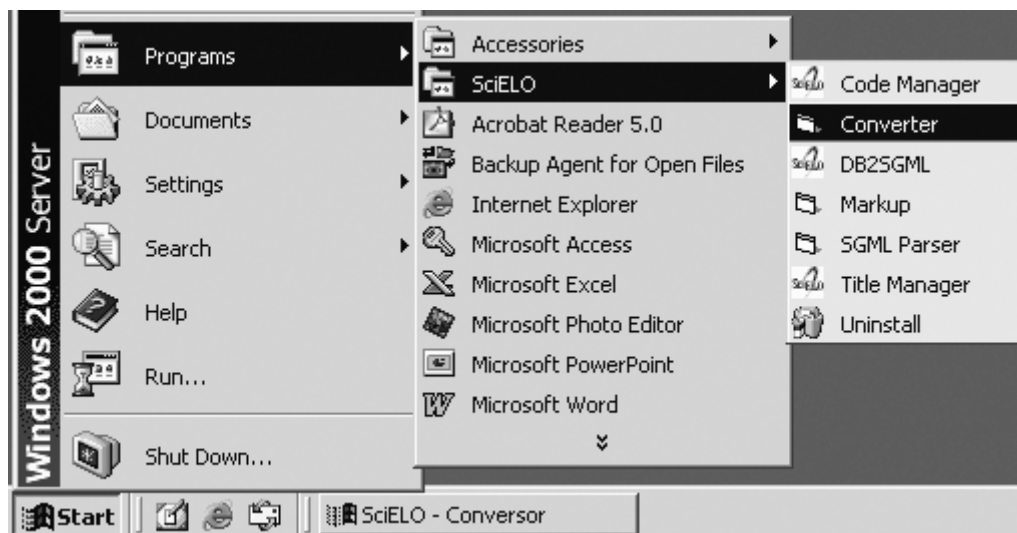 Windows 2000 Server
Programs
Documents
Settings
Search
Help
Run...
Shut Down...
Accessories
SciELO
Acrobat Reader 5.0
Backup Agent for Open Files
Internet Explorer
Microsoft Access
Microsoft Excel
Microsoft Photo Editor
Microsoft PowerPoint
Microsoft Word
Code Manager
Converter
DB2SGML
Markup
SGML Parser
Title Manager
Uninstall
Start
SciELO - Conversor